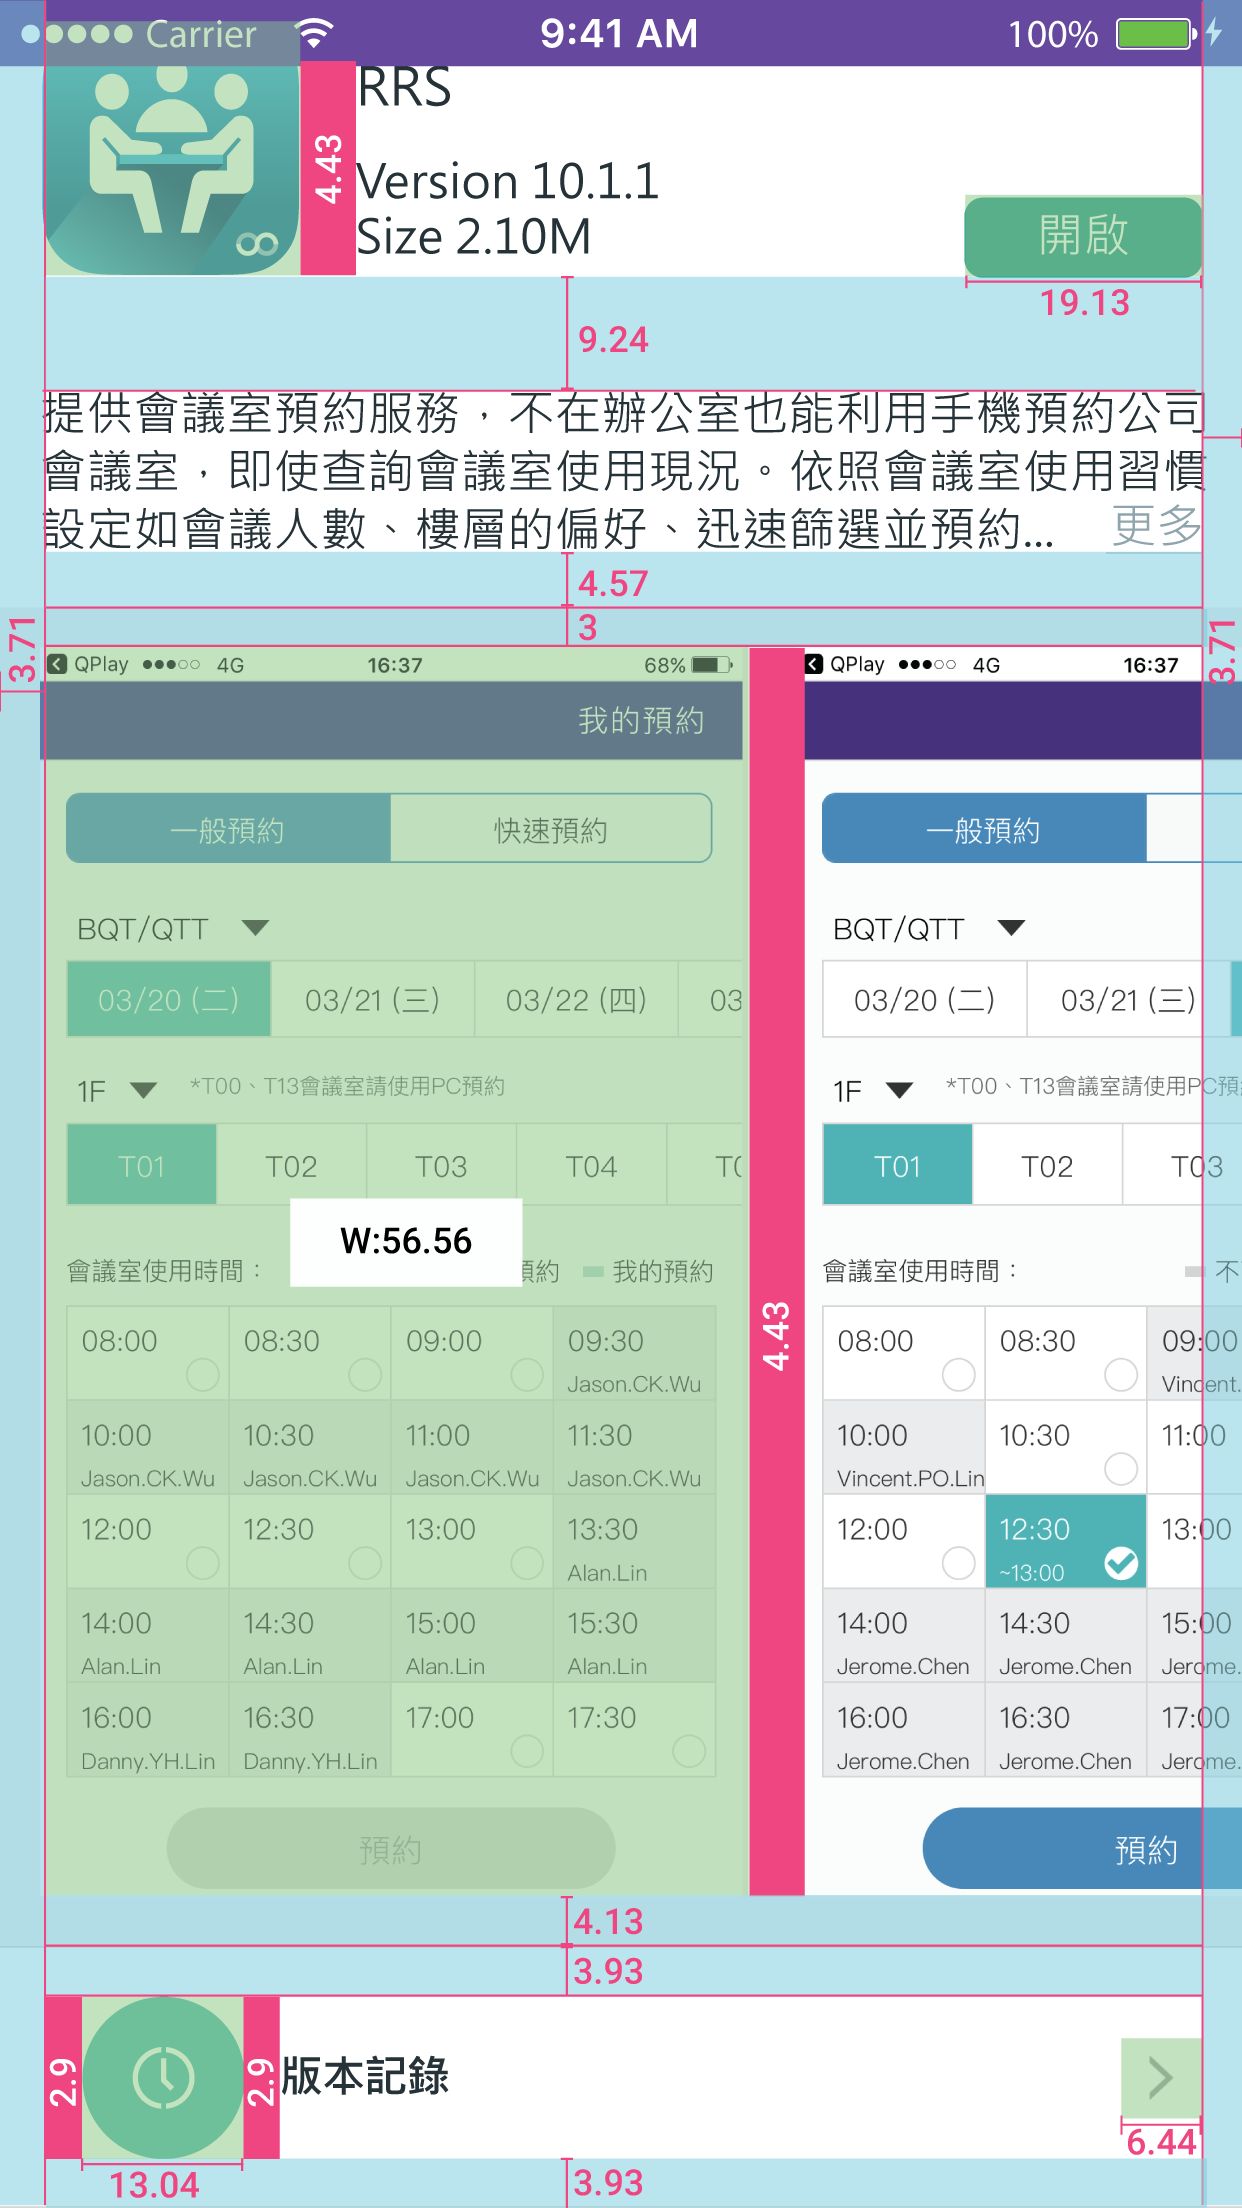 Carrier 9:41 AM 100%
RRS
4.43
Version 10.1.1
Size 2.10M
開啟
19.13
9.24
提供會議室預約服務，不在辦公室也能利用手機預約公司
會議室，即使查詢會議室使用現況。依照會議室使用習慣
設定如會議人數、樓層的偏好、迅速篩選並預約... 更多
4.57
3
3.71
3.71
QPlay 4G 16:37 68%
我的預約
一般預約 快速預約
BQT/QTT
03/20 (二) 03/21 (三) 03/22 (四) 03
1F *T00、T13會議室請使用PC預約
T01 T02 T03 T04
W:56.56
會議室使用時間： 預約 我的預約
08:00 08:30 09:00 09:30
Jason.CK.Wu
10:00 10:30 11:00 11:30
Jason.CK.Wu Jason.CK.Wu Jason.CK.Wu Jason.CK.Wu
12:00 12:30 13:00 13:30
Alan.Lin
14:00 14:30 15:00 15:30
Alan.Lin Alan.Lin Alan.Lin Alan.Lin
16:00 16:30 17:00 17:30
Danny.YH.Lin Danny.YH.Lin
預約
4.43
QPlay 4G 16:37
一般預約
BQT/QTT
03/20 (二) 03/21 (三)
1F *T00、T13會議室請使用PC預
T01 T02 T03
會議室使用時間： 不
08:00 08:30 09:00
Vincent.
10:00 10:30 11:00
Vincent.PO.Lin
12:00 12:30 13:00
~13:00
14:00 14:30 15:00
Jerome.Chen Jerome.Chen Jerome.
16:00 16:30 17:00
Jerome.Chen Jerome.Chen Jerome.
預約
4.13
3.93
2.9
2.9
版本記錄
13.04
6.44
3.93